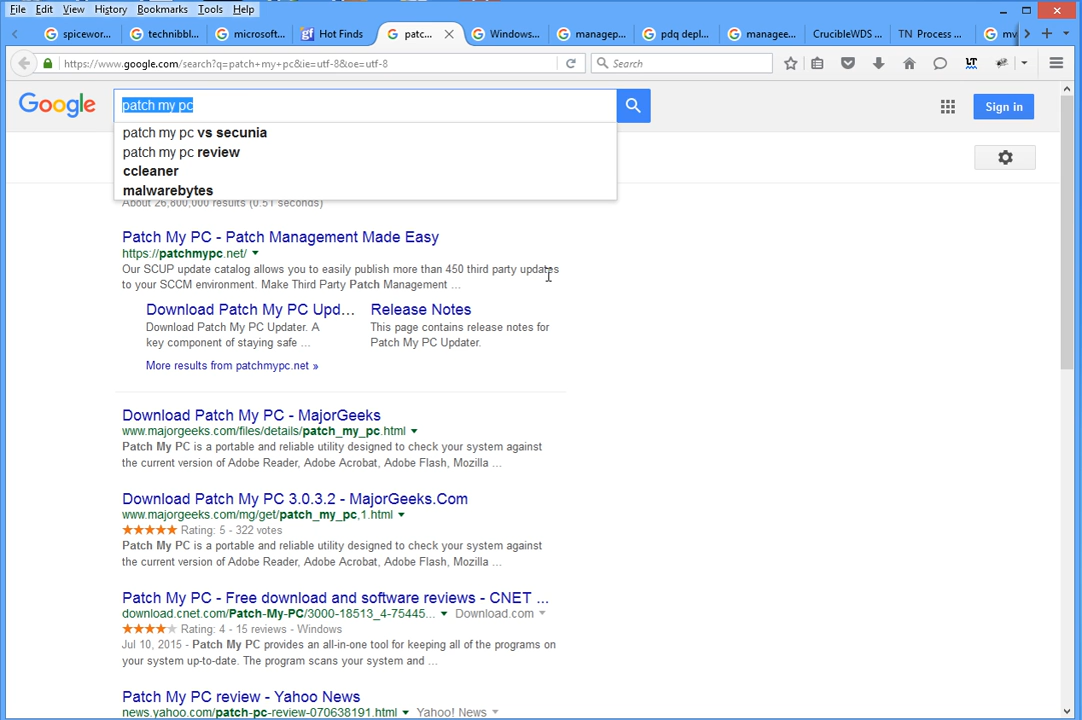 File Edit View History Bookmarks Tools Help
spicewor... technibbl... microsoft... gf Hot Finds patc... Windows... managep... pdq depl... managee... CrucibleWDS ... TN Process ... my
https://www.google.com/search?q=patch+my+pc&ie=utf-8&oe=utf-8 Search
Google patch my pc Sign in
patch my pc vs secunia
patch my pc review
ccleaner
malwarebytes
About 26,800,000 results (0.51 seconds)
Patch My PC - Patch Management Made Easy
https://patchmypc.net/
Our SCUP update catalog allows you to easily publish more than 450 third party updates
to your SCCM environment. Make Third Party Patch Management ...
Download Patch My PC Upd... Release Notes
Download Patch My PC Updater. A This page contains release notes for
key component of staying safe ... Patch My PC Updater.
More results from patchmypc.net »
Download Patch My PC - MajorGeeks
www.majorgeeks.com/files/details/patch_my_pc.html
Patch My PC is a portable and reliable utility designed to check your system against
the current version of Adobe Reader, Adobe Acrobat, Adobe Flash, Mozilla ...
Download Patch My PC 3.0.3.2 - MajorGeeks.Com
www.majorgeeks.com/mg/get/patch_my_pc,1.html
Rating: 5 - 322 votes
Patch My PC is a portable and reliable utility designed to check your system against
the current version of Adobe Reader, Adobe Acrobat, Adobe Flash, Mozilla ...
Patch My PC - Free download and software reviews - CNET ...
download.cnet.com/Patch-My-PC/3000-18513_4-75445... Download.com
Rating: 4 - 15 reviews - Windows
Jul 10, 2015 - Patch My PC provides an all-in-one tool for keeping all of the programs on
your system up-to-date. The program scans your system and ...
Patch My PC review - Yahoo News
news.yahoo.com/patch-pc-review-070638191.html Yahoo! News